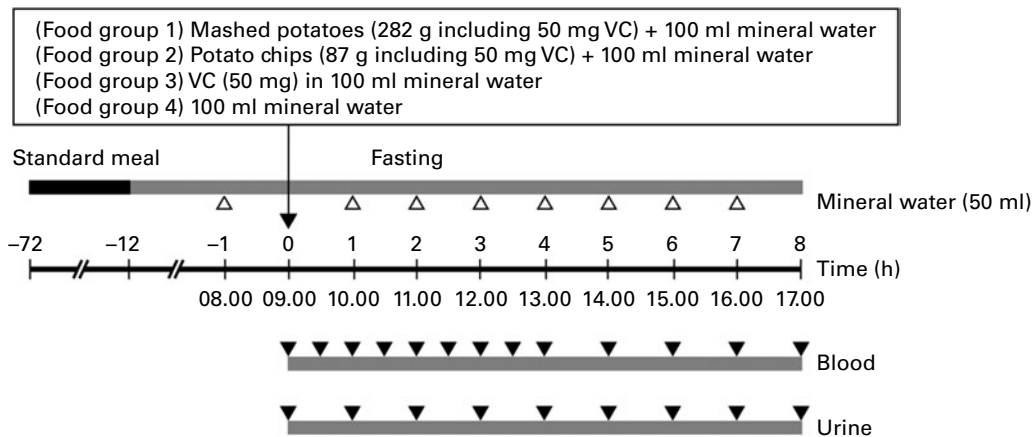 (Food group 1) Mashed potatoes (282 g including 50 mg VC) + 100 ml mineral water
(Food group 2) Potato chips (87 g including 50 mg VC) + 100 ml mineral water
(Food group 3) VC (50 mg) in 100 ml mineral water
(Food group 4) 100 ml mineral water
Standard meal Fasting
Mineral water (50 ml)
–72 –12 –1 0 1 2 3 4 5 6 7 8
Time (h)
08.00 09.00 10.00 11.00 12.00 13.00 14.00 15.00 16.00 17.00
Blood
Urine